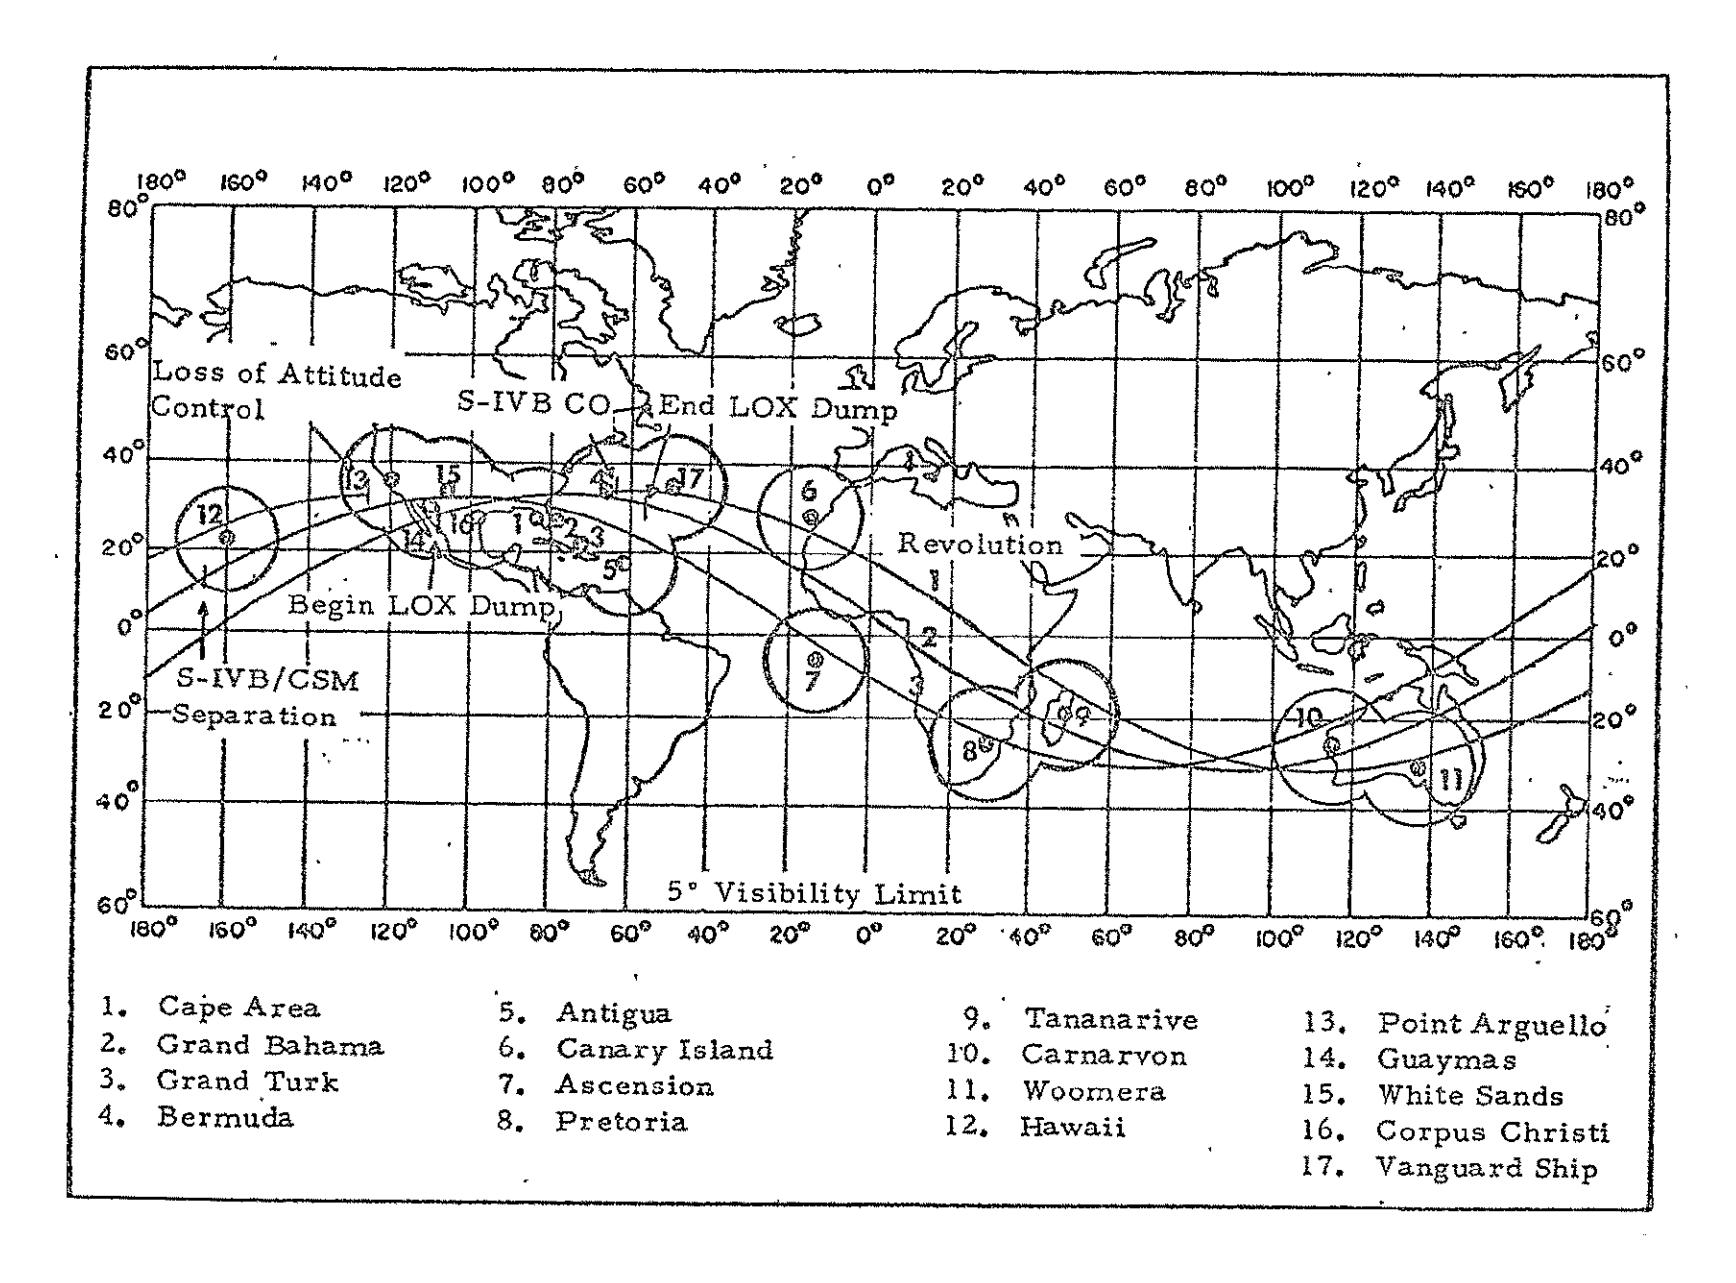 180° 160° 140° 120° 100° 80° 60° 40° 20° 0° 20° 40° 60° 80° 100° 120° 140° 160° 180°
80° 80°
60° 60°
Loss of Attitude
Control
S-IVB CO End LOX Dump
40° 40°
13 15 4 17 6 1
12 14 16 1 2 3 5
Revolution
20° 20°
Begin LOX Dump
0° 2 0°
S-IVB/CSM
Separation
7 8 9 10 11
20° 20°
40° 40°
5° Visibility Limit
60° 60°
180° 160° 140° 120° 100° 80° 60° 40° 20° 0° 20° 40° 60° 80° 100° 120° 140° 160° 180°
1. Cape Area
2. Grand Bahama
3. Grand Turk
4. Bermuda
5. Antigua
6. Canary Island
7. Ascension
8. Pretoria
9. Tananarive
10. Carnarvon
11. Woomera
12. Hawaii
13. Point Arguello
14. Guaymas
15. White Sands
16. Corpus Christi
17. Vanguard Ship